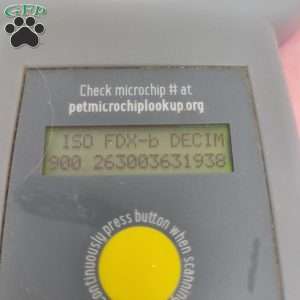 GFP
Check microchip # at
petmicrochiplookup.org
ISO FDX-b DECIM
900 263003631938
continuously press button when scanning